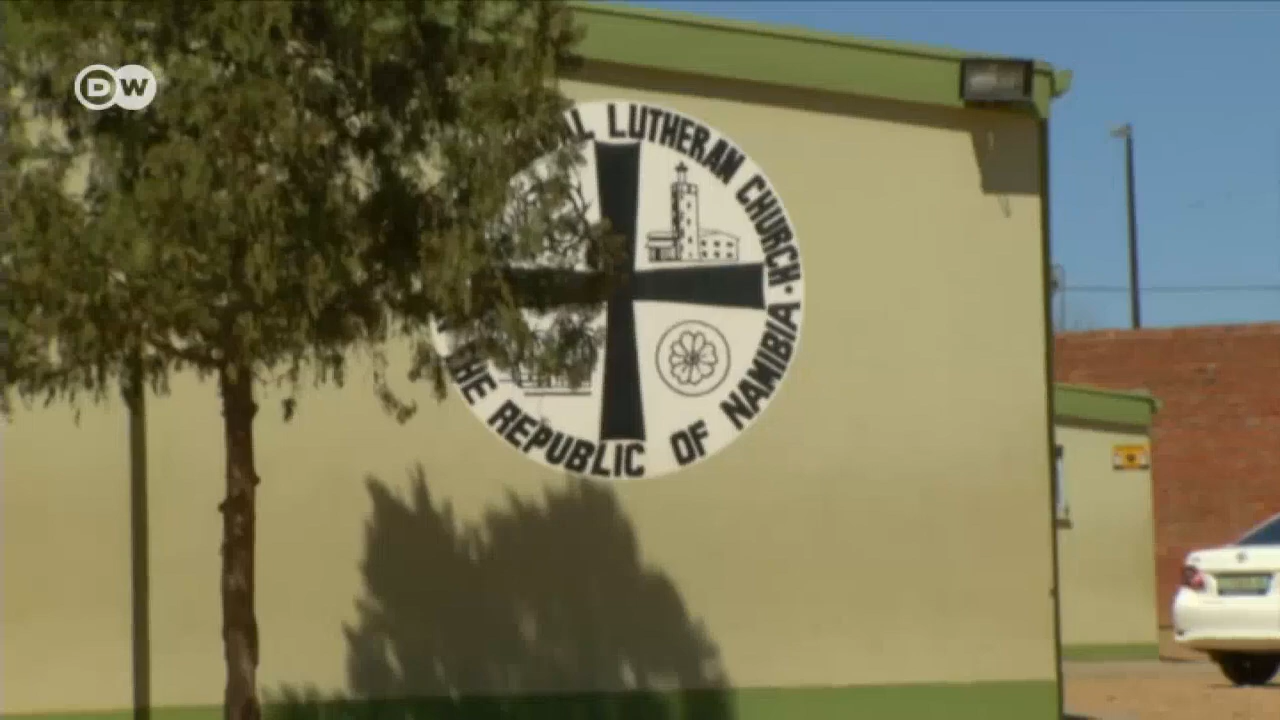 DW
LUTHERAN CHURCH ·
THE REPUBLIC OF NAMIBIA